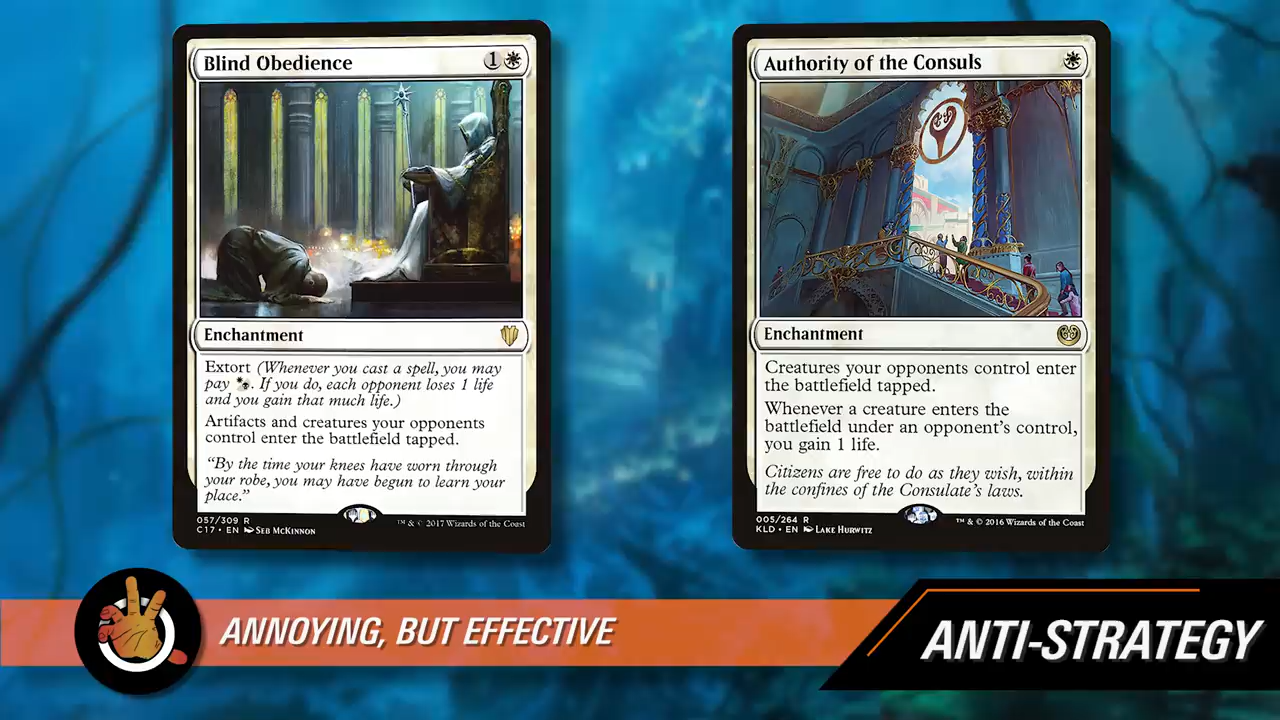 Blind Obedience 1
Enchantment
Extort (Whenever you cast a spell, you may
pay . If you do, each opponent loses 1 life
and you gain that much life.)
Artifacts and creatures your opponents
control enter the battlefield tapped.
"By the time your knees have worn through
your robe, you may have begun to learn your
place."
057/309 R
C17 • EN Seb McKinnon
™ & © 2017 Wizards of the Coast
Authority of the Consuls
Enchantment
Creatures your opponents control enter
the battlefield tapped.
Whenever a creature enters the
battlefield under an opponent's control,
you gain 1 life.
Citizens are free to do as they wish, within
the confines of the Consulate's laws.
005/264 R
KLD • EN Lake Hurwitz
™ & © 2016 Wizards of the Coast
ANNOYING, BUT EFFECTIVE
ANTI-STRATEGY